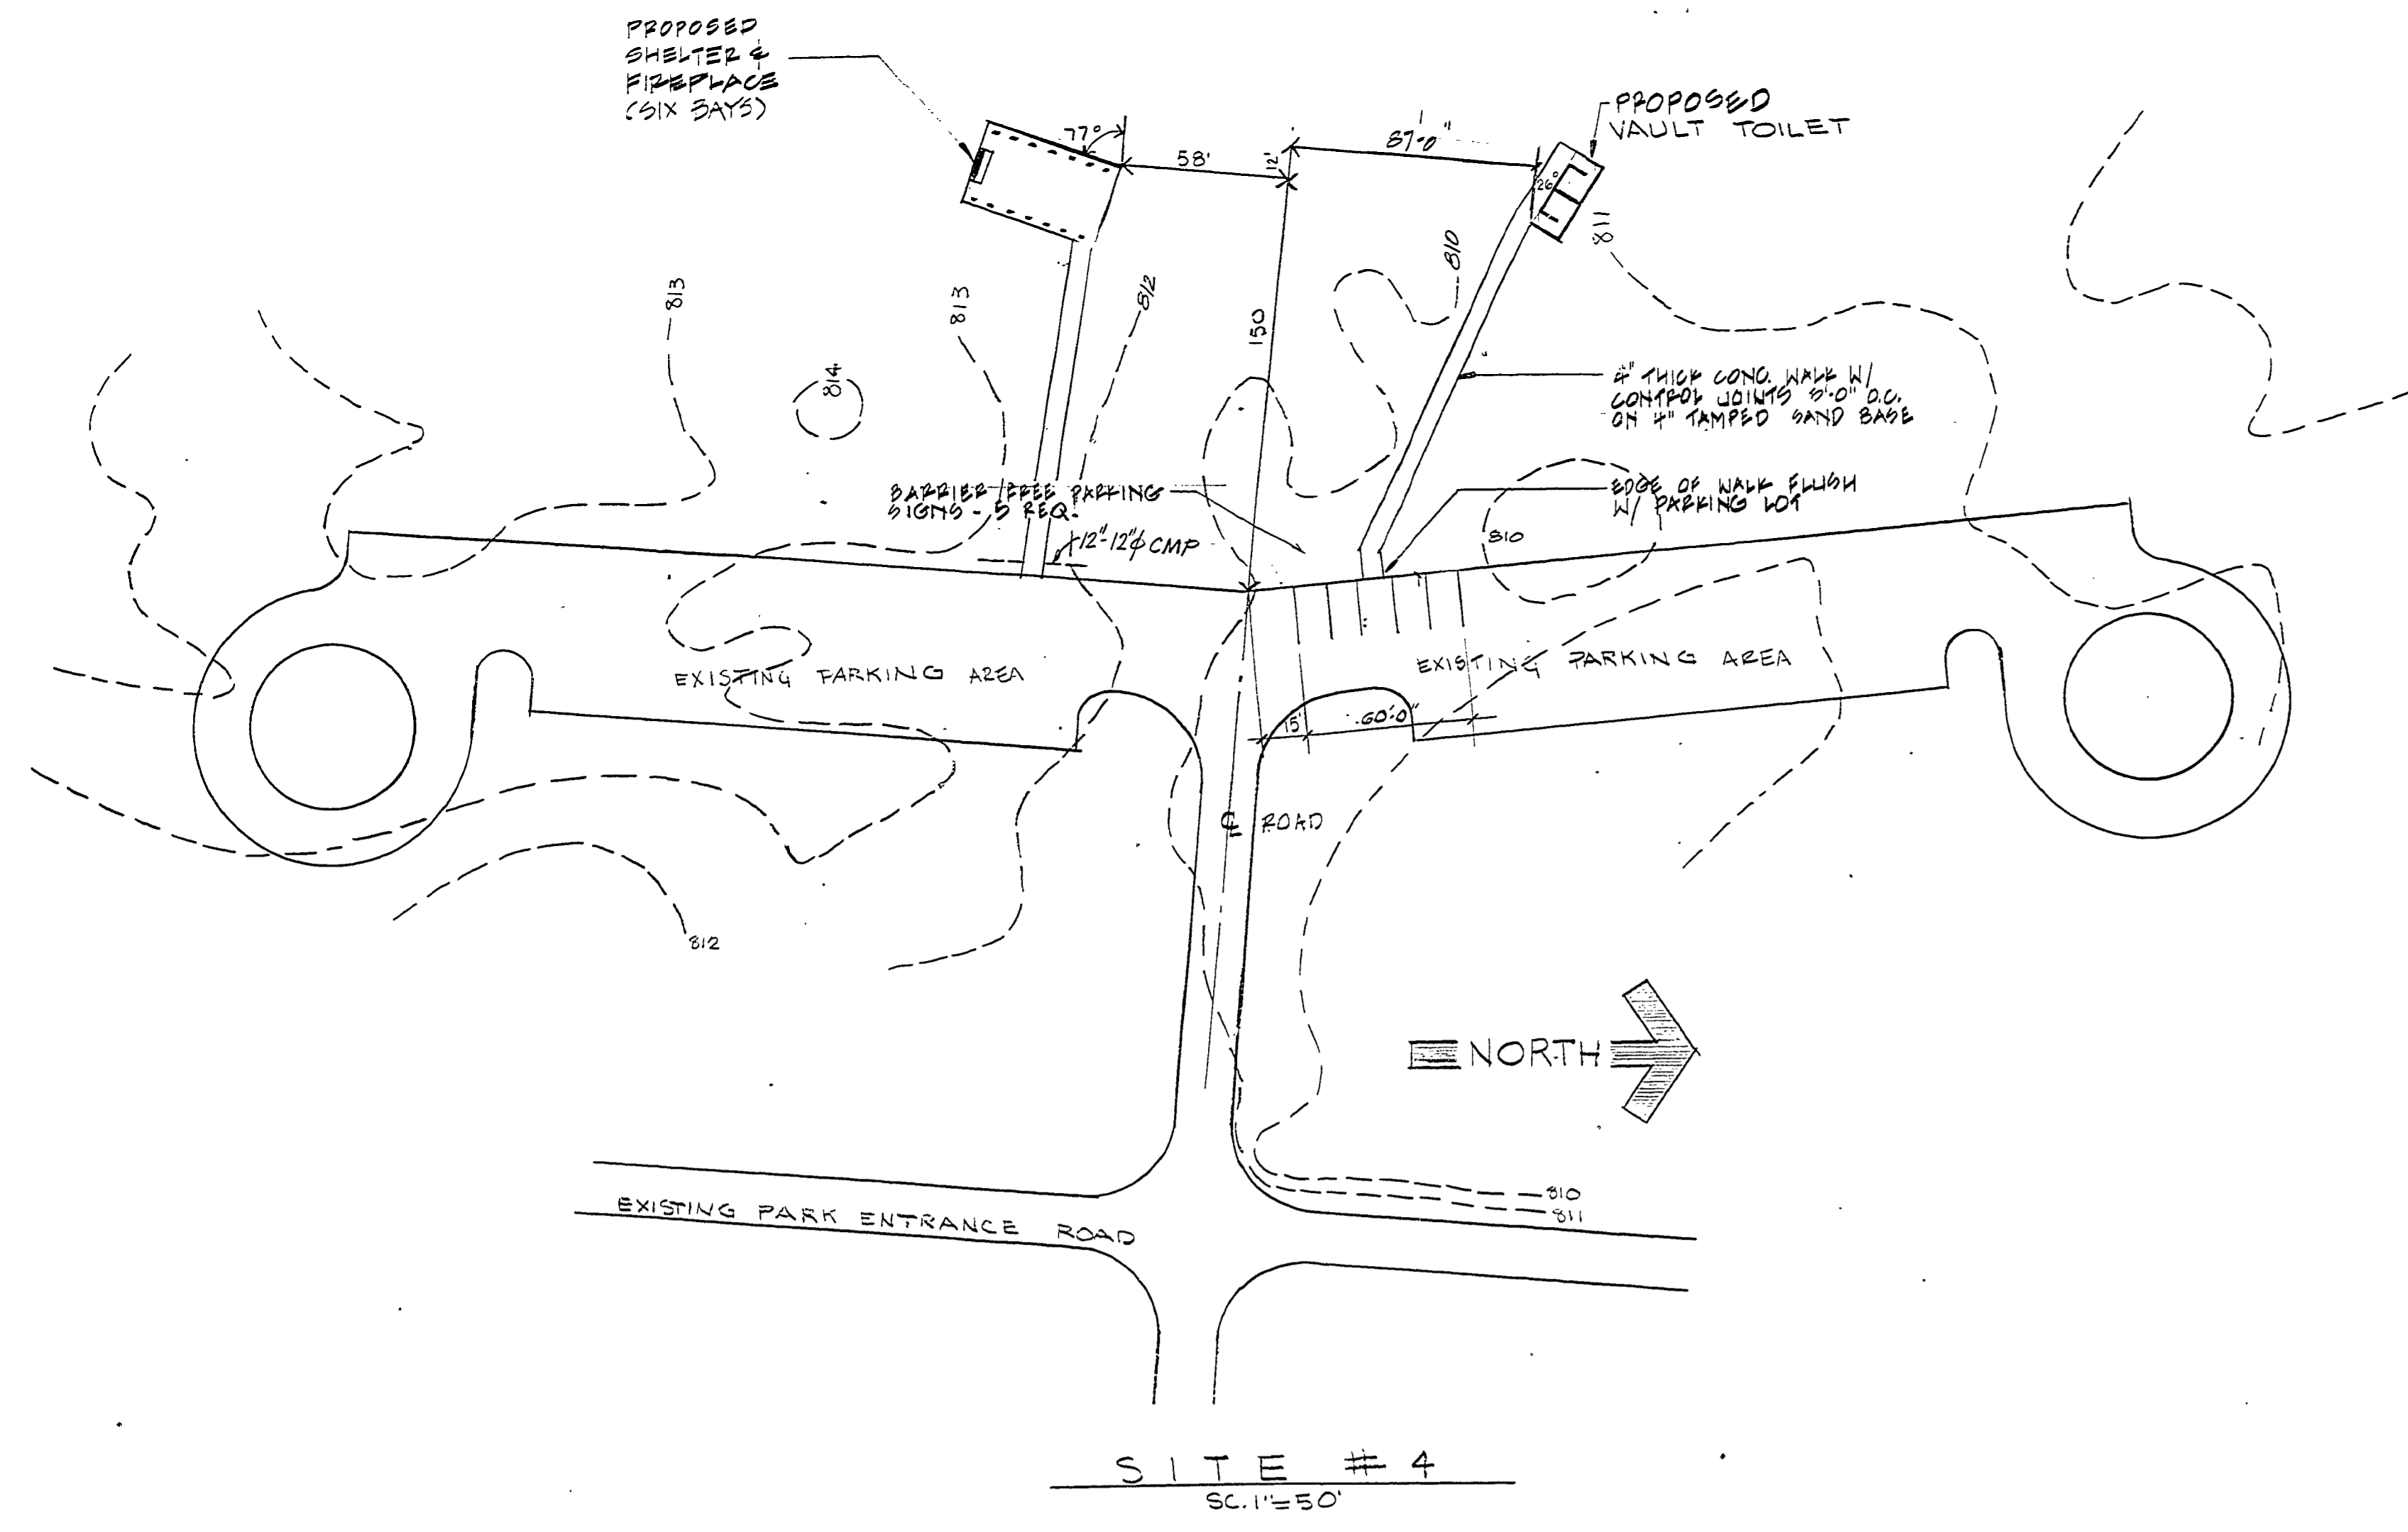 PROPOSED
SHELTER &
FIREPLACE
(SIX BAYS)
77°
58'
12'
87'-0"
PROPOSED
VAULT TOILET
26°
811
810
813
813
812
814
150
4" THICK CONC. WALK W/
CONTROL JOINTS 5'-0" O.C.
ON 4" TAMPED SAND BASE
BARRIER FREE PARKING
SIGNS - 5 REQ.
12"-12"φ CMP
EDGE OF WALK FLUSH
W/ PARKING LOT
810
EXISTING PARKING AREA
EXISTING PARKING AREA
15'
60'-0"
℄ ROAD
812
NORTH
810
811
EXISTING PARK ENTRANCE ROAD
SITE #4
SC. 1"=50'